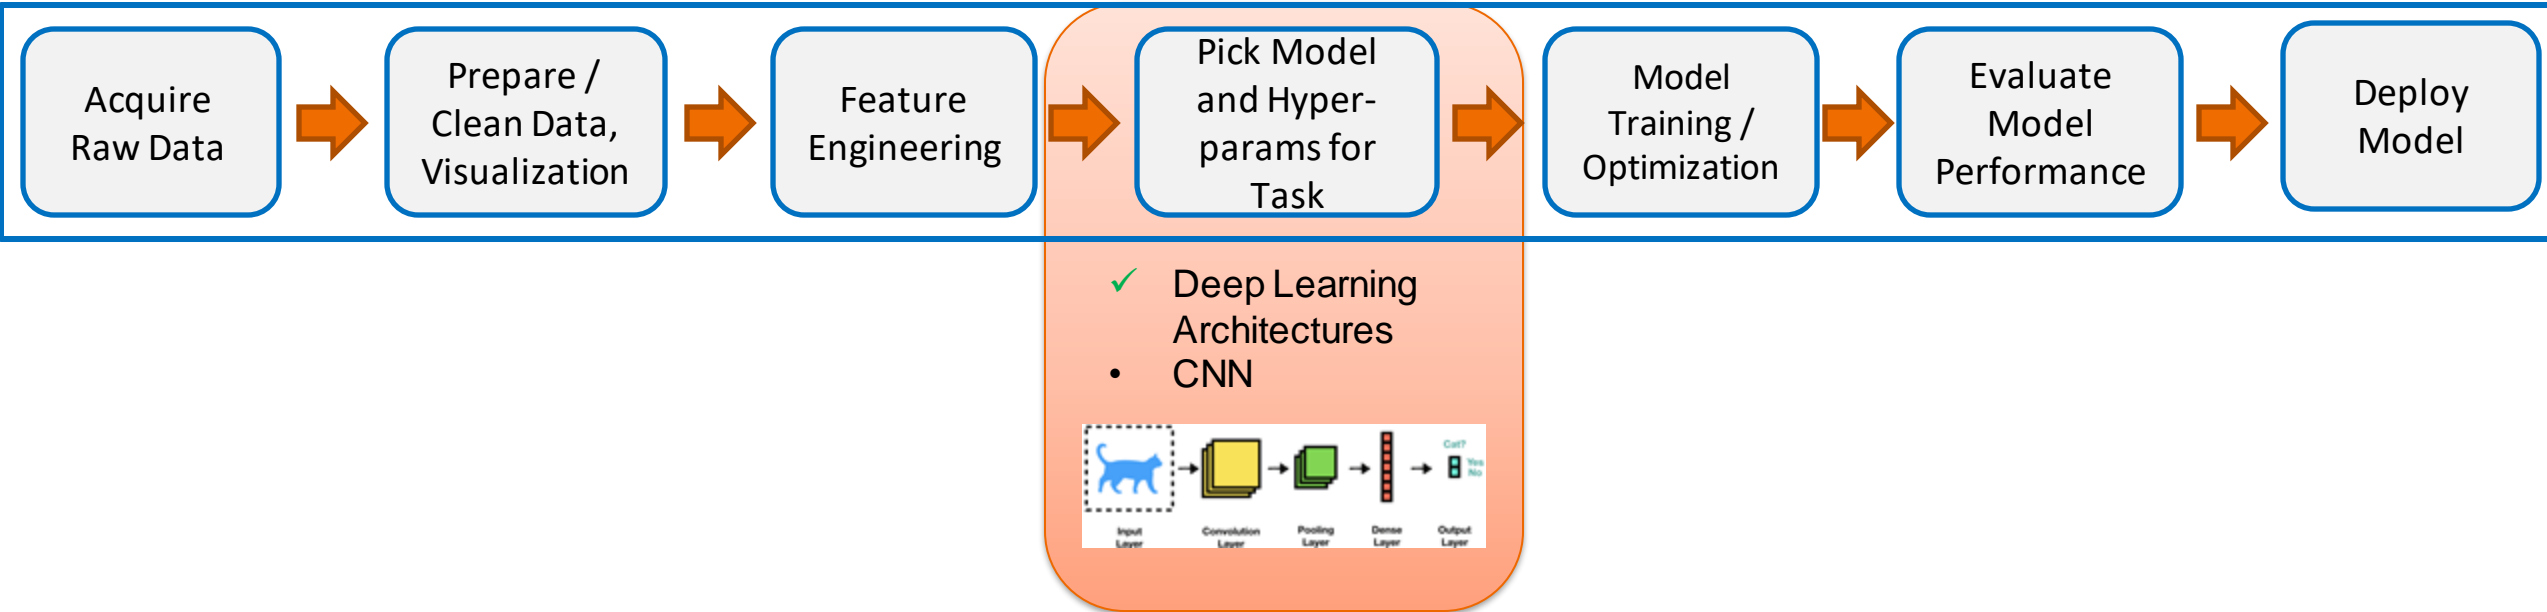 Acquire
Raw Data
Prepare /
Clean Data,
Visualization
Feature
Engineering
Pick Model
and Hyper-
params for
Task
Model
Training /
Optimization
Evaluate
Model
Performance
Deploy
Model
✓ Deep Learning
Architectures
• CNN
Cat?
Yes
No
Input
Layer
Convolution
Layer
Pooling
Layer
Dense
Layer
Output
Layer